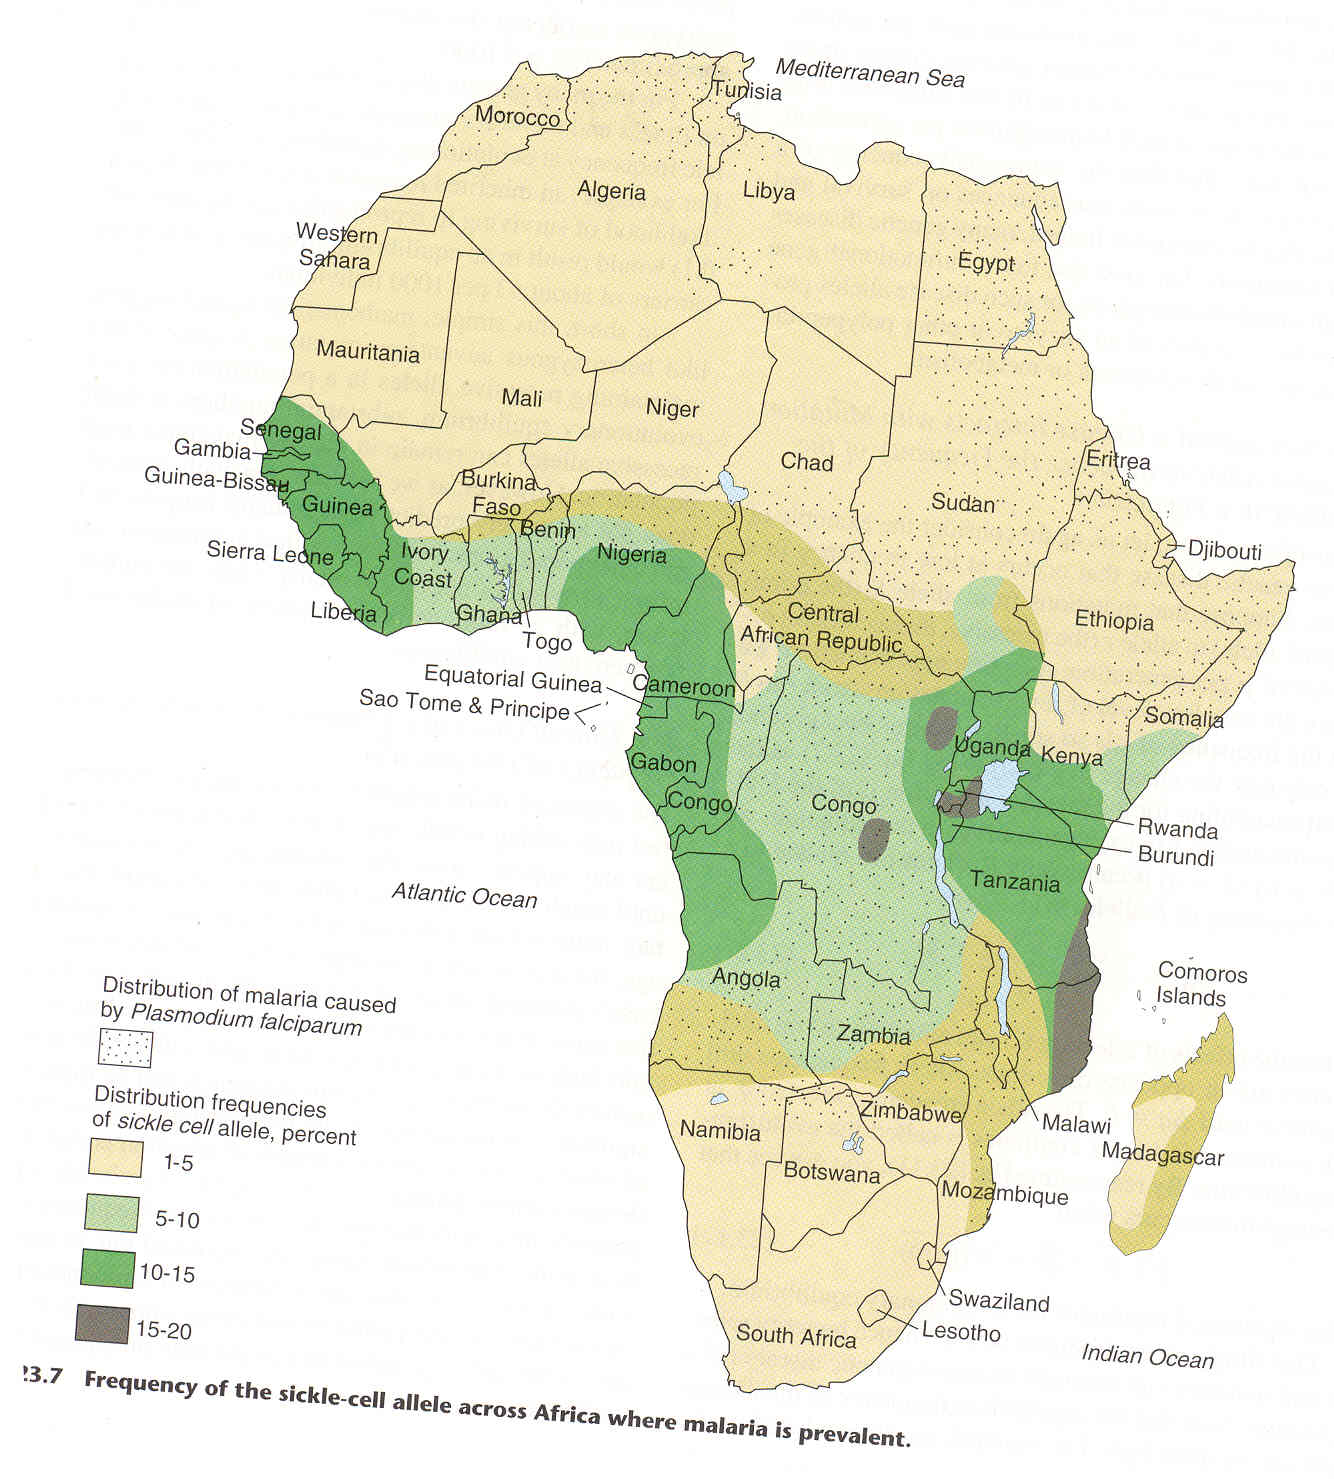 Mediterranean Sea
Tunisia
Morocco
Algeria
Libya
Egypt
Western
Sahara
Mauritania
Mali
Niger
Chad
Sudan
Eritrea
Djibouti
Senegal
Gambia
Guinea-Bissau
Guinea
Burkina
Faso
Benin
Nigeria
Sierra Leone
Ivory
Coast
Liberia
Ghana
Togo
Central
African Republic
Ethiopia
Equatorial Guinea
Sao Tome & Principe
Cameroon
Somalia
Uganda
Kenya
Gabon
Congo
Congo
Rwanda
Burundi
Tanzania
Atlantic Ocean
Angola
Zambia
Comoros
Islands
Malawi
Zimbabwe
Namibia
Botswana
Mozambique
Madagascar
Swaziland
Lesotho
South Africa
Indian Ocean
Distribution of malaria caused
by Plasmodium falciparum
Distribution frequencies
of sickle cell allele, percent
1-5
5-10
10-15
15-20
23.7 Frequency of the sickle-cell allele across Africa where malaria is prevalent.